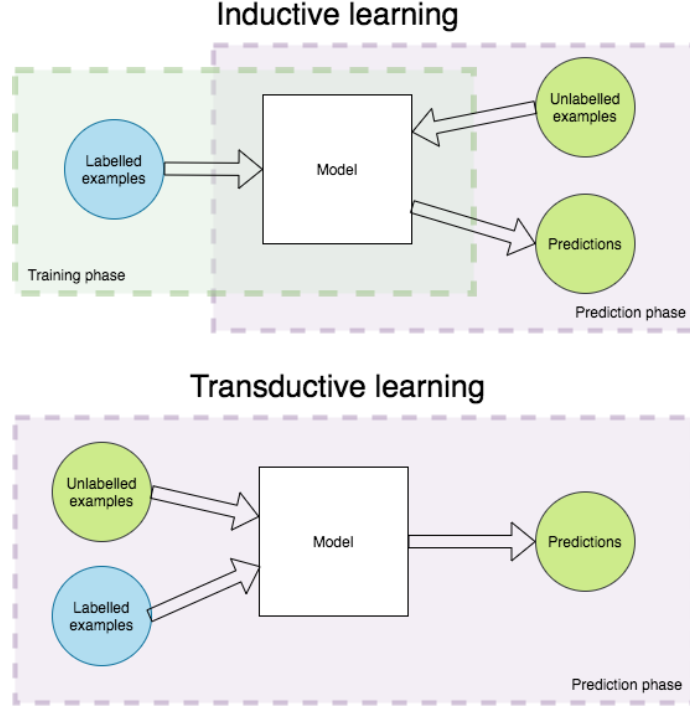 Inductive learning
Unlabelled
examples
Labelled
examples
Model
Predictions
Training phase
Prediction phase
Transductive learning
Unlabelled
examples
Model
Predictions
Labelled
examples
Prediction phase